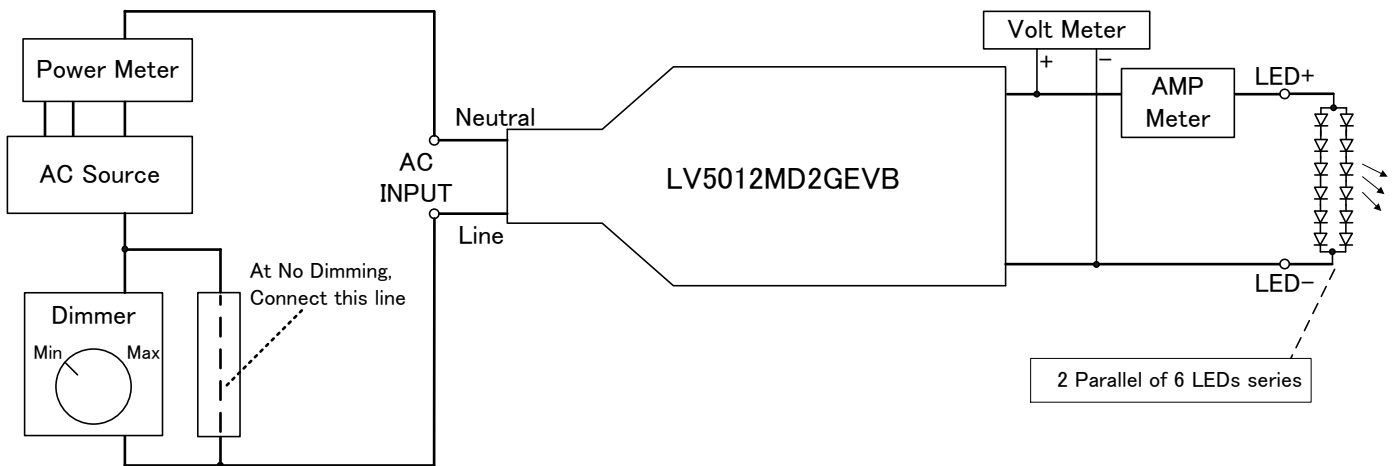 Power Meter
AC Source
Dimmer
Min
Max
At No Dimming,
Connect this line
Neutral
AC
INPUT
Line
LV5012MD2GEVB
Volt Meter
+
-
AMP
Meter
LED+
LED-
2 Parallel of 6 LEDs series